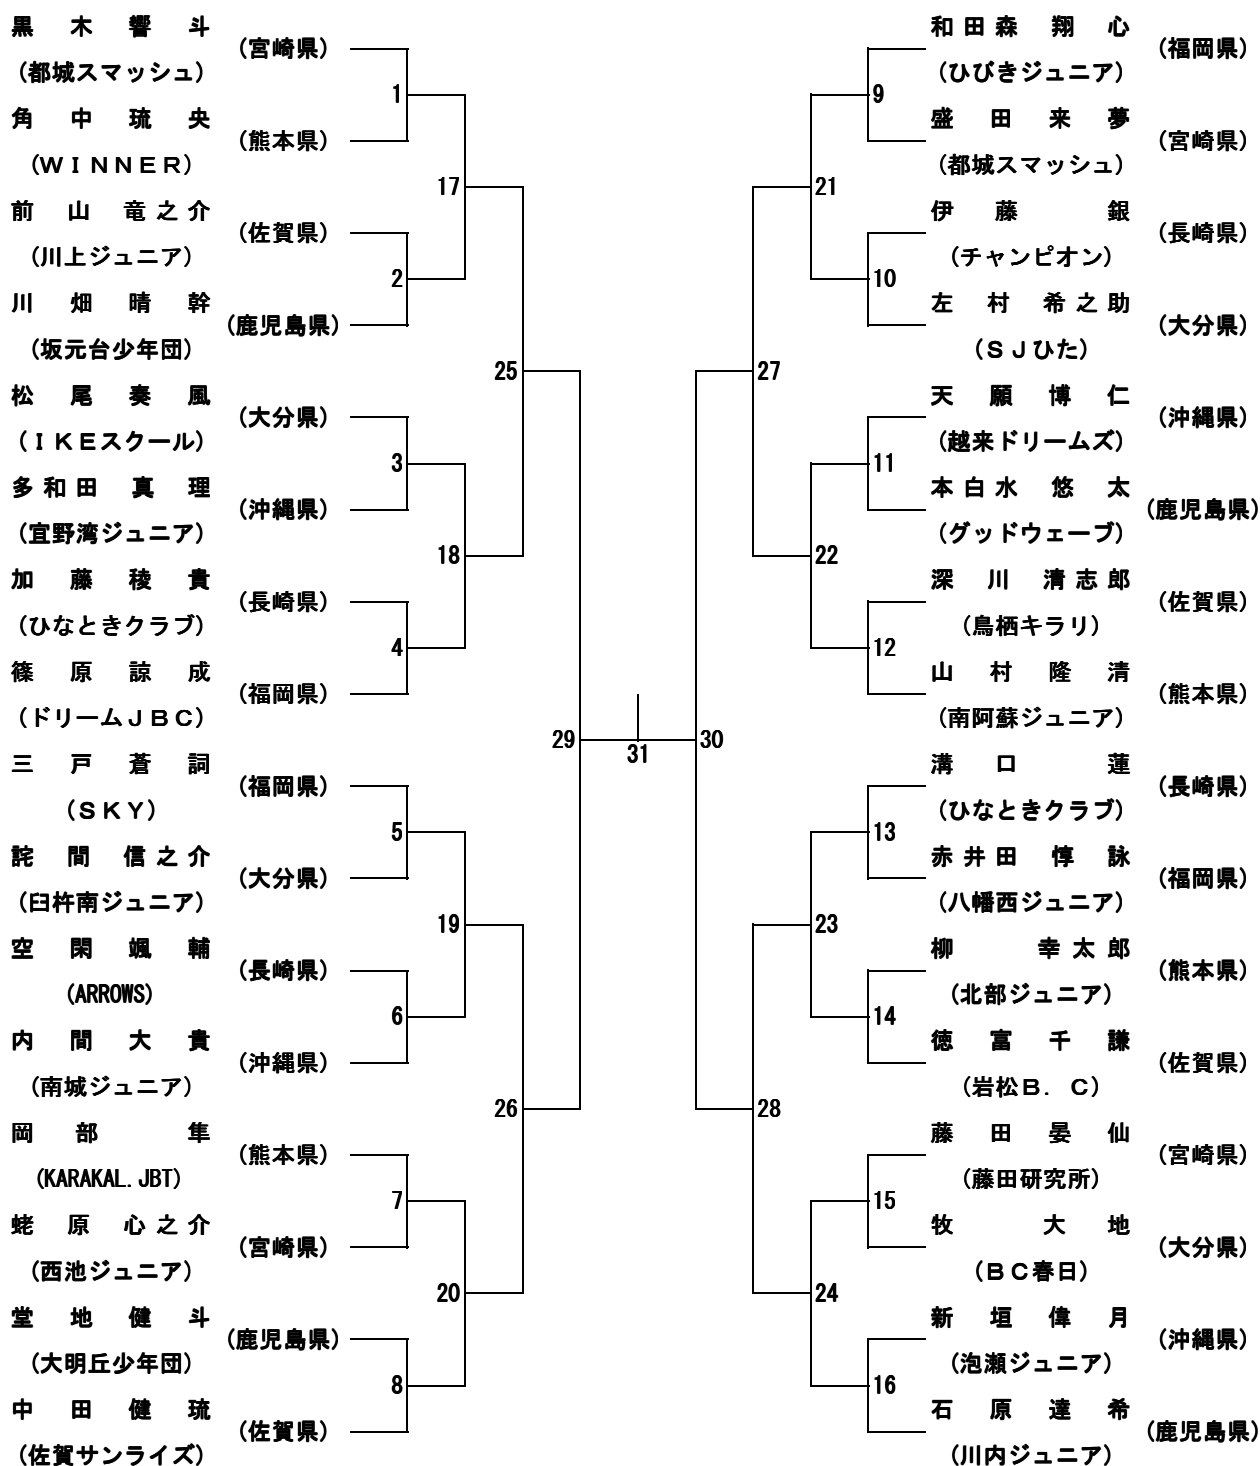 黒木響斗
(宮崎県)
(都城スマッシュ)
1
角中琉央
(熊本県)
(ＷＩＮＮＥＲ)
17
前山竜之介
(佐賀県)
(川上ジュニア)
2
川畑晴幹
(鹿児島県)
(坂元台少年団)
25
松尾奏風
(大分県)
(ＩＫＥスクール)
3
多和田真理
(沖縄県)
(宜野湾ジュニア)
18
加藤稜貴
(長崎県)
(ひなときクラブ)
4
篠原諒成
(福岡県)
(ドリームＪＢＣ)
29
三戸蒼詞
(福岡県)
(ＳＫＹ)
5
詫間信之介
(大分県)
(臼杵南ジュニア)
19
空閑颯輔
(長崎県)
(ARROWS)
6
内間大貴
(沖縄県)
(南城ジュニア)
26
岡部隼
(熊本県)
(KARAKAL.JBT)
7
蛯原心之介
(宮崎県)
(西池ジュニア)
20
堂地健斗
(鹿児島県)
(大明丘少年団)
8
中田健琉
(佐賀県)
(佐賀サンライズ)
31
和田森翔心
(福岡県)
(ひびきジュニア)
9
盛田来夢
(宮崎県)
(都城スマッシュ)
21
伊藤銀
(長崎県)
(チャンピオン)
10
左村希之助
(大分県)
(ＳＪひた)
27
天願博仁
(沖縄県)
(越来ドリームズ)
11
本白水悠太
(鹿児島県)
(グッドウェーブ)
22
深川清志郎
(佐賀県)
(鳥栖キラリ)
12
山村隆清
(熊本県)
(南阿蘇ジュニア)
30
溝口蓮
(長崎県)
(ひなときクラブ)
13
赤井田惇詠
(福岡県)
(八幡西ジュニア)
23
柳幸太郎
(熊本県)
(北部ジュニア)
14
徳富千謙
(佐賀県)
(岩松Ｂ．Ｃ)
28
藤田晏仙
(宮崎県)
(藤田研究所)
15
牧大地
(大分県)
(ＢＣ春日)
24
新垣偉月
(沖縄県)
(泡瀬ジュニア)
16
石原達希
(鹿児島県)
(川内ジュニア)